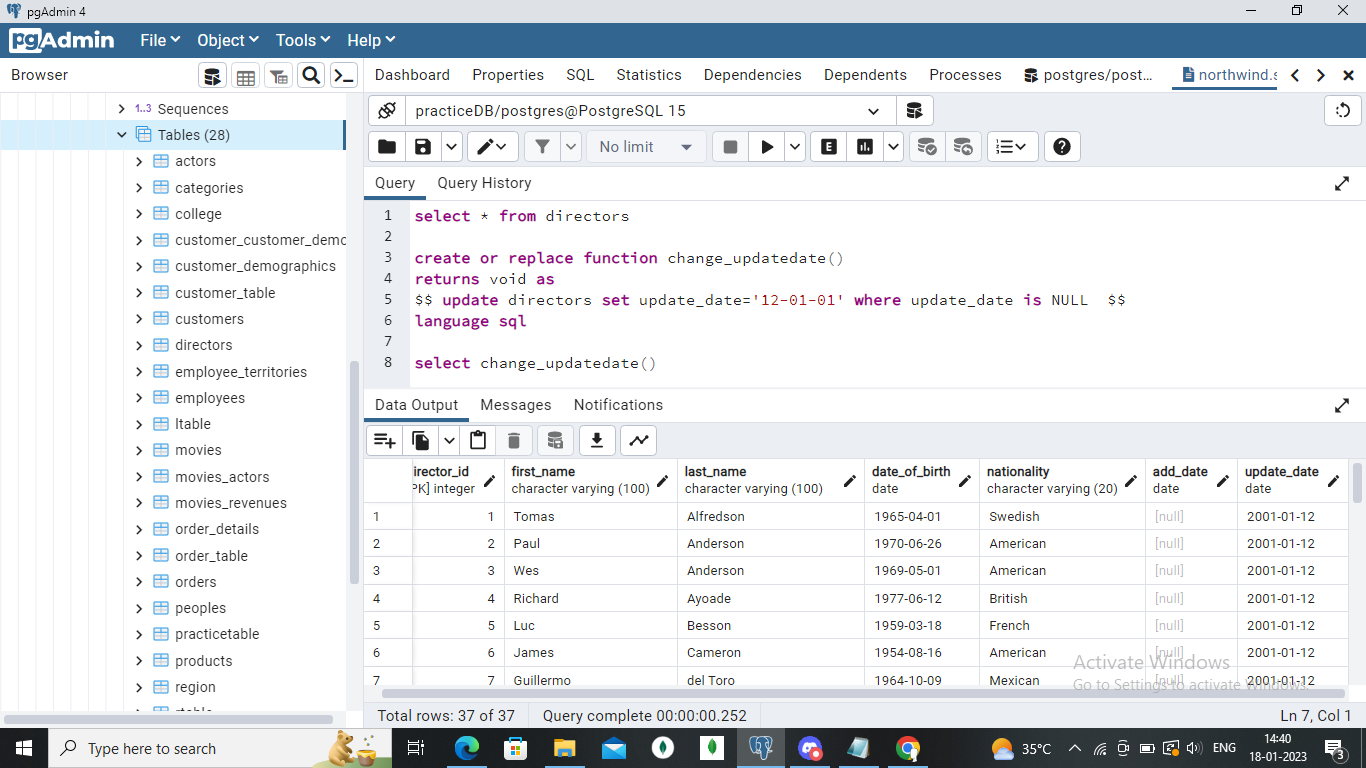 pgAdmin 4
pgAdmin File Object Tools Help
Browser
Dashboard Properties SQL Statistics Dependencies Dependents Processes postgres/post... northwind.s
1..3 Sequences
Tables (28)
actors
categories
college
customer_customer_demo
customer_demographics
customer_table
customers
directors
employee_territories
employees
ltable
movies
movies_actors
movies_revenues
order_details
order_table
orders
peoples
practicetable
products
region
practiceDB/postgres@PostgreSQL 15
No limit E
Query Query History
1 select * from directors
2
3 create or replace function change_updatedate()
4 returns void as
5 $$ update directors set update_date='12-01-01' where update_date is NULL $$
6 language sql
7
8 select change_updatedate()
Data Output Messages Notifications
irector_id first_name last_name date_of_birth nationality add_date update_date
PK] integer character varying (100) character varying (100) date character varying (20) date date
1 1 Tomas Alfredson 1965-04-01 Swedish [null] 2001-01-12
2 2 Paul Anderson 1970-06-26 American [null] 2001-01-12
3 3 Wes Anderson 1969-05-01 American [null] 2001-01-12
4 4 Richard Ayoade 1977-06-12 British [null] 2001-01-12
5 5 Luc Besson 1959-03-18 French [null] 2001-01-12
6 6 James Cameron 1954-08-16 American [null] 2001-01-12
7 7 Guillermo del Toro 1964-10-09 Mexican [null] 2001-01-12
Activate Windows
Go to Settings to activate Windows.
Total rows: 37 of 37 Query complete 00:00:00.252 Ln 7, Col 1
Type here to search
35°C ENG 14:40
18-01-2023 3